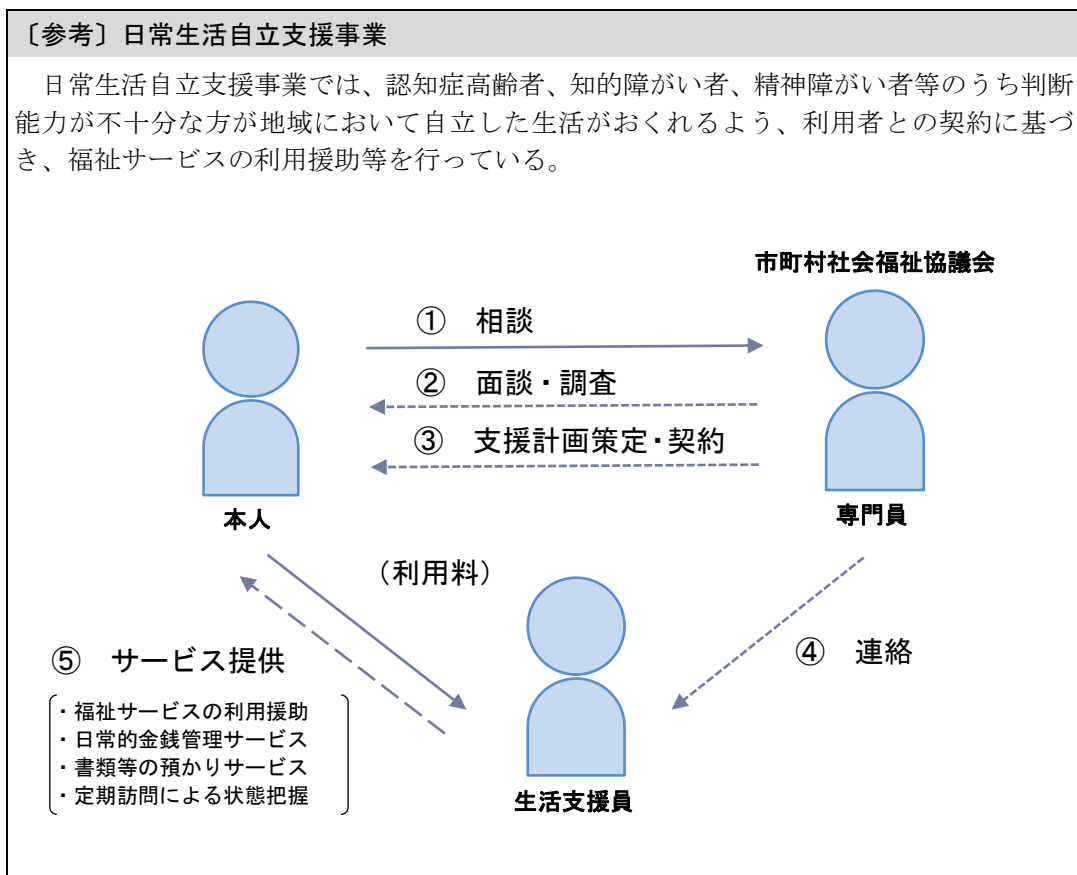 〔参考〕日常生活自立支援事業
日常生活自立支援事業では、認知症高齢者、知的障がい者、精神障がい者等のうち判断
能力が不十分な方が地域において自立した生活がおくれるよう、利用者との契約に基づ
き、福祉サービスの利用援助等を行っている。
市町村社会福祉協議会
① 相談
② 面談・調査
③ 支援計画策定・契約
本人
専門員
（利用料）
④ 連絡
⑤ サービス提供
・福祉サービスの利用援助
・日常的金銭管理サービス
・書類等の預かりサービス
・定期訪問による状態把握
生活支援員